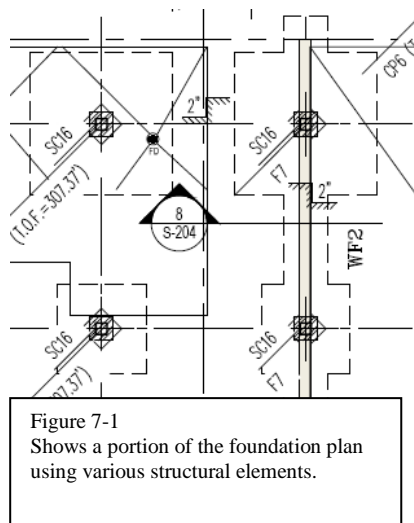 CP6 (T
2"
SC16
FD
SC16
F7
(T.O.F.=307.37')
8
S-204
2"
WF2
SC16
SC16
F7
07.37')
Figure 7-1
Shows a portion of the foundation plan
using various structural elements.